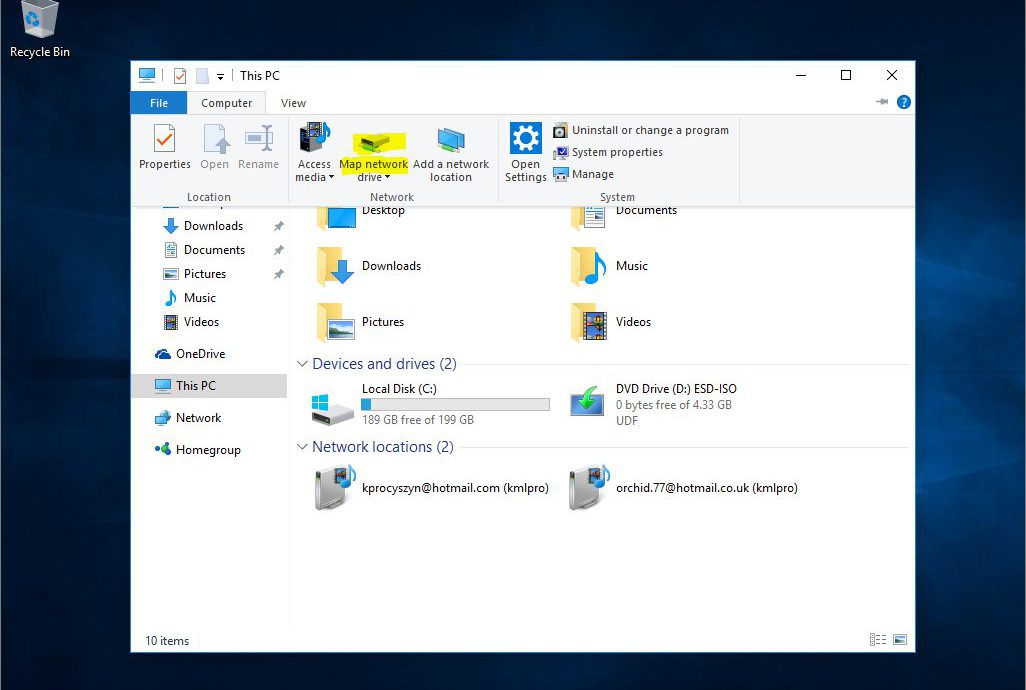 Recycle Bin
This PC
File
Computer
View
Properties
Open
Rename
Location
Access
media
Map network
drive
Add a network
location
Network
Open
Settings
Uninstall or change a program
System properties
Manage
System
Downloads
Documents
Pictures
Music
Videos
OneDrive
This PC
Network
Homegroup
Desktop
Documents
Downloads
Music
Pictures
Videos
Devices and drives (2)
Local Disk (C:)
189 GB free of 199 GB
DVD Drive (D:) ESD-ISO
0 bytes free of 4.33 GB
UDF
Network locations (2)
kprocyszyn@hotmail.com (kmlpro)
orchid.77@hotmail.co.uk (kmlpro)
10 items